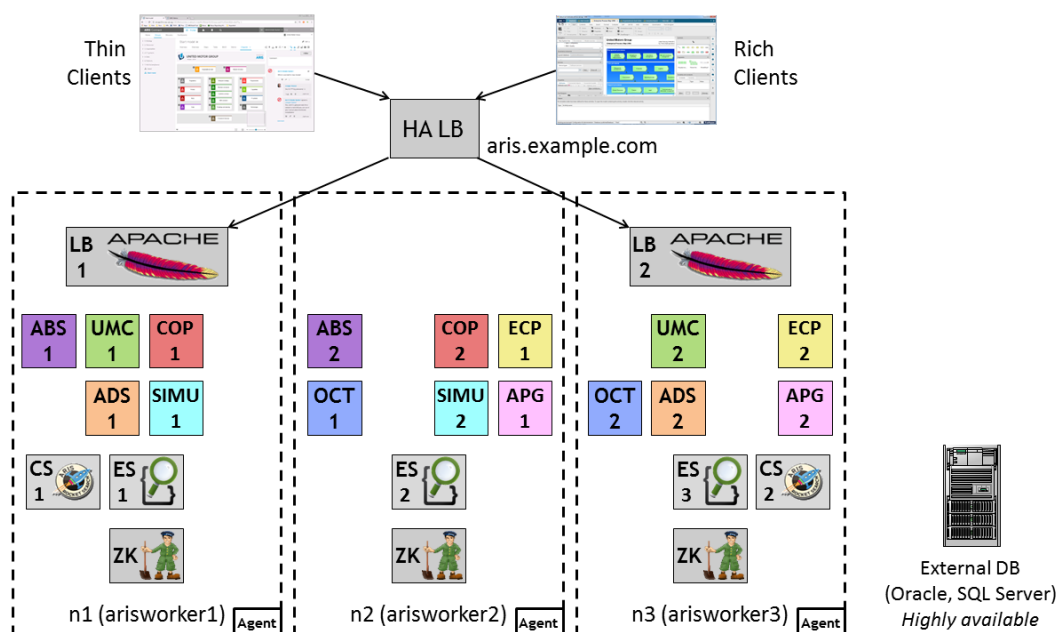 Thin
Clients
Rich
Clients
HA LB
aris.example.com
LB
1
APACHE
LB
2
APACHE
ABS
1
UMC
1
COP
1
ABS
2
COP
2
ECP
1
UMC
2
ECP
2
ADS
1
SIMU
1
OCT
1
SIMU
2
APG
1
OCT
2
ADS
2
APG
2
CS
1
ES
1
ES
2
ES
3
CS
2
ZK
ZK
ZK
n1 (arisworker1)
Agent
n2 (arisworker2)
Agent
n3 (arisworker3)
Agent
External DB
(Oracle, SQL Server)
Highly available